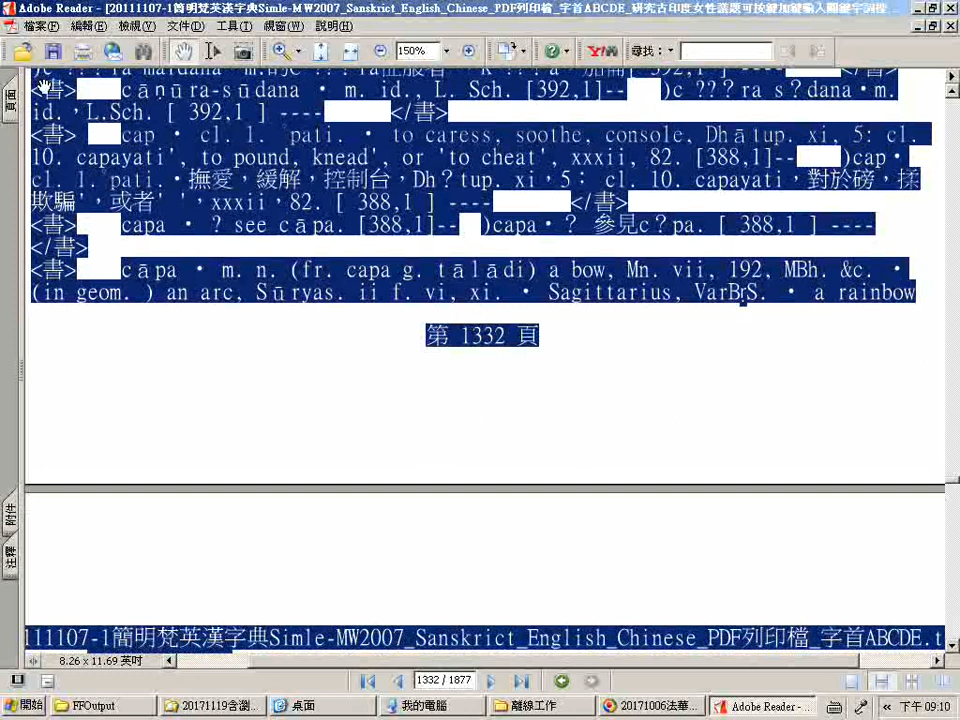 Adobe Reader - [20111107-1簡明梵英漢字典Simle-MW2007_Sanskrict_English_Chinese_PDF列印檔_字首ABCDE_研究古印度女性議題可按鍵加鍵輸入關鍵字詞搜
檔案(F) 編輯(E) 檢視(V) 文件(D) 工具(T) 視窗(W) 說明(H)
150% 尋找:
<書> cāṇūra-sūdana • m. id., L. Sch. [392,1]-- )c ???ra s?dana•m.
id.,L.Sch. [ 392,1 ] ---- </書>
<書> cap • cl. 1. pati. • to caress, soothe, console, Dhātup. xi, 5: cl.
10. capayati', to pound, knead', or 'to cheat', xxxii, 82. [388,1]-- )cap•
cl. 1. pati.•撫愛,緩解,控制台,Dh?tup. xi,5: cl. 10. capayati,對於磅,揉
欺騙',或者' ',xxxii,82. [ 388,1 ] ---- </書>
<書> capa • ? see cāpa. [388,1]-- )capa•? 參見c?pa. [ 388,1 ] ----
</書>
<書> cāpa • m. n. (fr. capa g. tālādi) a bow, Mn. vii, 192, MBh. &c. •
(in geom. ) an arc, Sūryas. ii f. vi, xi. • Sagittarius, VarBṛS. • a rainbow
第 1332 頁
111107-1簡明梵英漢字典Simle-MW2007_Sanskrict_English_Chinese_PDF列印檔_字首ABCDE.t
頁面
附件
註釋
8.26 x 11.69 英吋
1332 / 1877
開始 FFOutput 20171119含瀏... 桌面 我的電腦 離線工作 20171006法華... Adobe Reader -... 下午 09:10